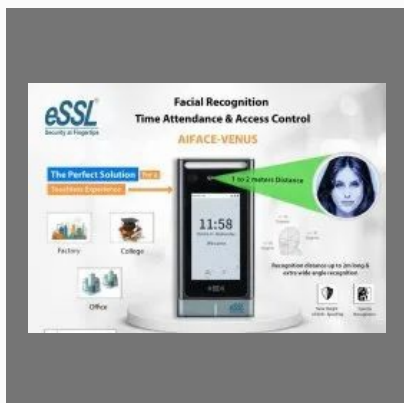 eSSL
Security at Fingertips
Facial Recognition
Time Attendance & Access Control
AIFACE-VENUS
The Perfect Solution For a
Touchless Experience
1 to 2 meters Distance
11:58
Factory
College
Office
Recognition distance up to 2m long &
extra wide angle recognition
eSSL